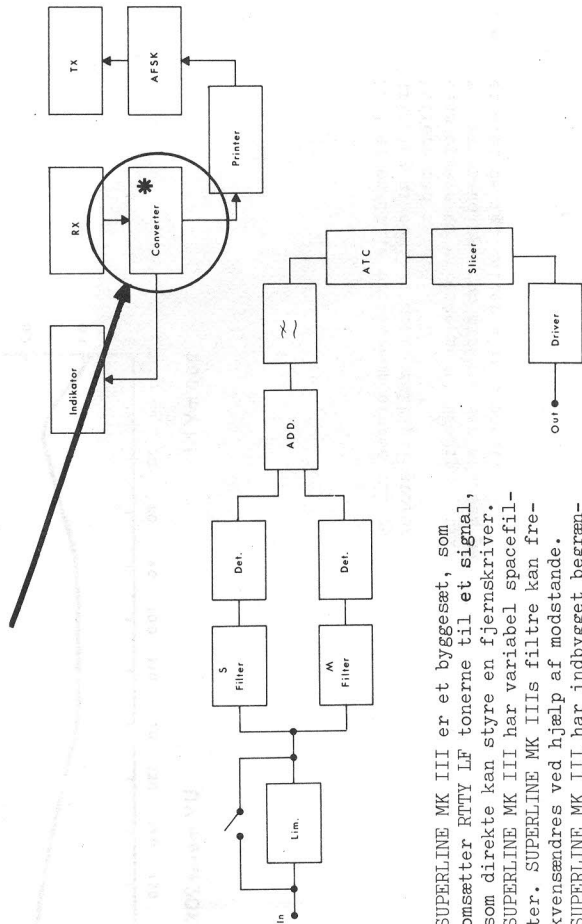 TX
AFSK
Printer
RX
Converter
*
Indikator
ATC
Slicer
Driver
Out
ADD.
Det.
Det.
S
Filter
M
Filter
Lim.
In
SUPERLINE MK III er et byggesæt, som
omsætter RTTY LF tonerne til et signal,
som direkte kan styre en fjernskriver.
SUPERLINE MK III har variabel spacefil-
ter. SUPERLINE MK IIIs filtre kan fre-
kvensændres ved hjælp af modstande.
SUPERLINE MK III har indbygget begræn-